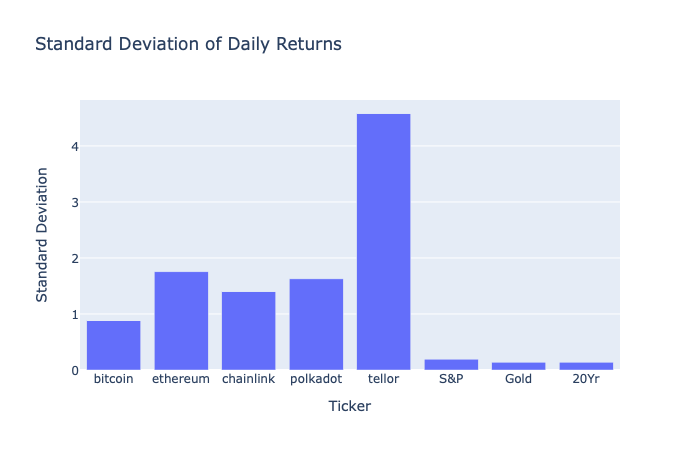 Standard Deviation of Daily Returns
Standard Deviation
4
3
2
1
0
bitcoin ethereum chainlink polkadot tellor S&P Gold 20Yr
Ticker